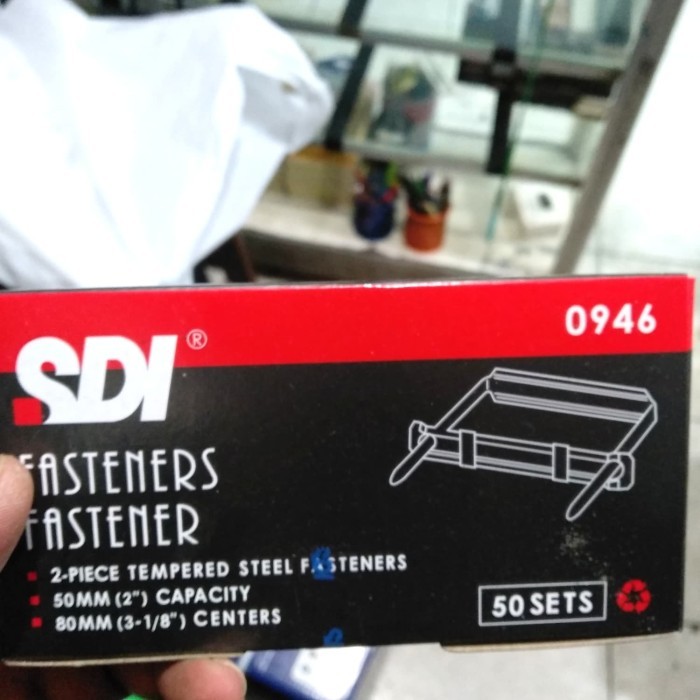 SDI®
0946
FASTENERS
FASTENER
2-PIECE TEMPERED STEEL FASTENERS
50MM (2") CAPACITY
80MM (3-1/8") CENTERS
50 SETS